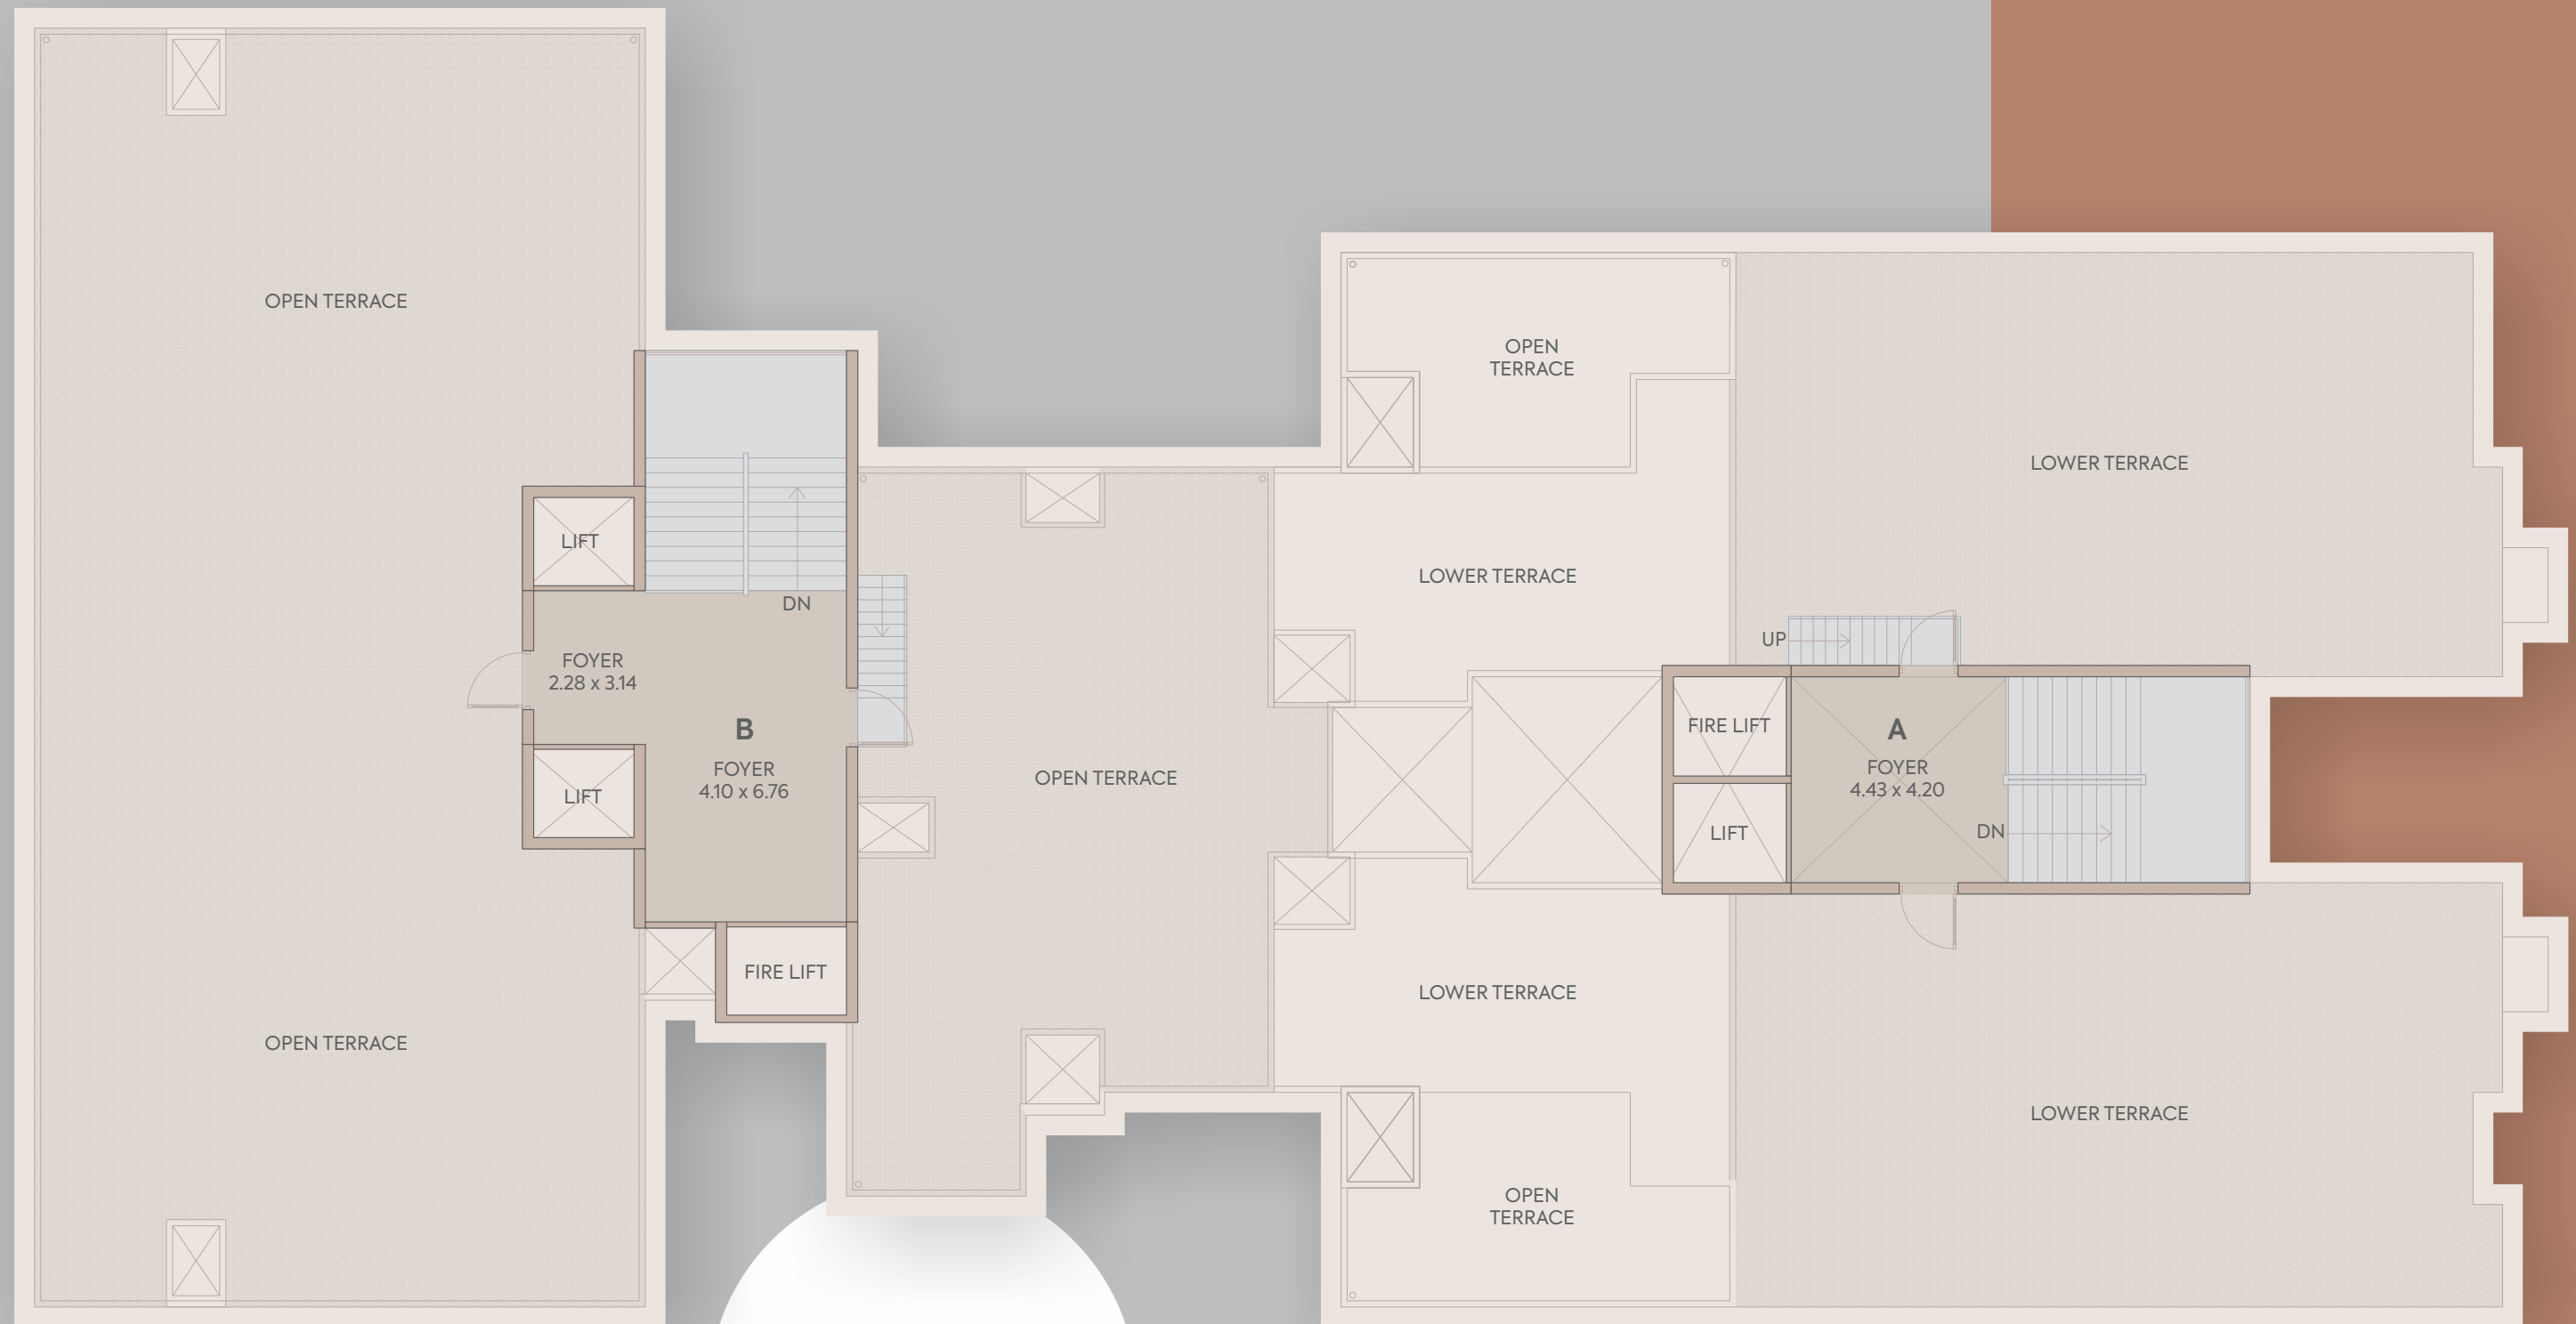 OPEN TERRACE
OPEN
TERRACE
LOWER TERRACE
LIFT
LOWER TERRACE
DN
UP
FOYER
2.28 x 3.14
B
FOYER
4.10 x 6.76
LIFT
OPEN TERRACE
FIRE LIFT
LIFT
A
FOYER
4.43 x 4.20
DN
FIRE LIFT
LOWER TERRACE
OPEN TERRACE
LOWER TERRACE
OPEN
TERRACE